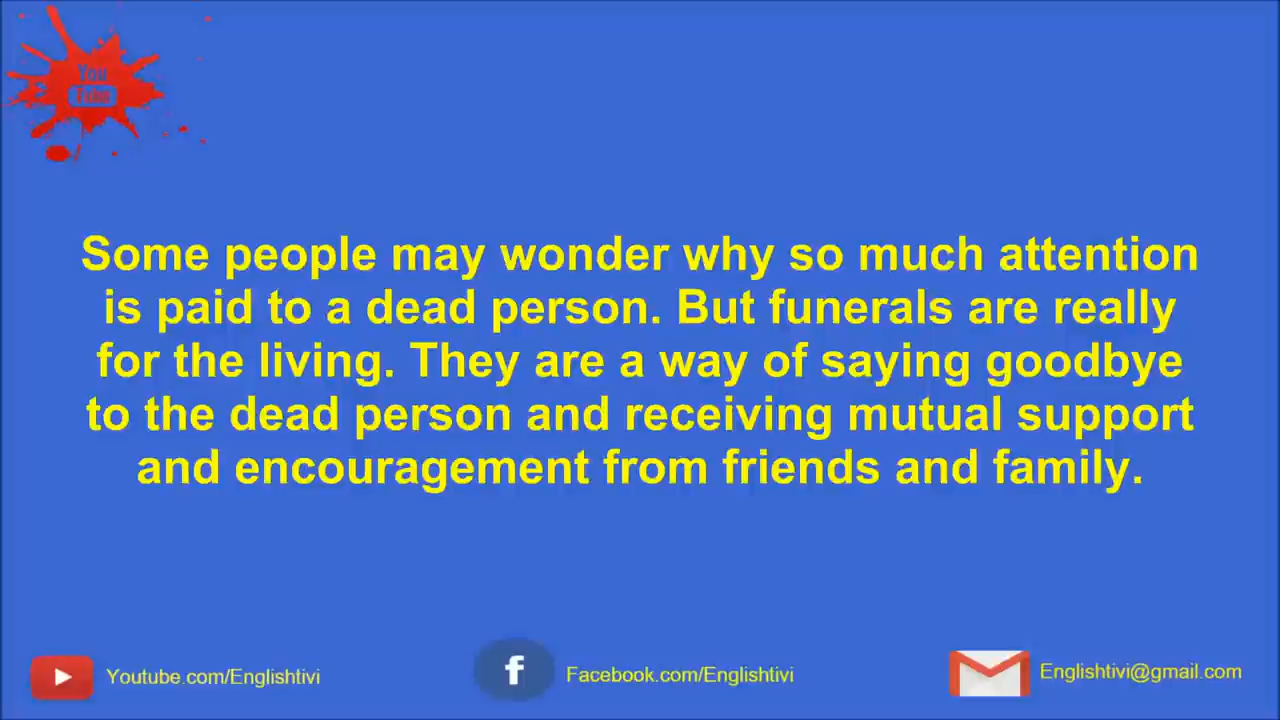 You
Tube
Some people may wonder why so much attention
is paid to a dead person. But funerals are really
for the living. They are a way of saying goodbye
to the dead person and receiving mutual support
and encouragement from friends and family.
Youtube.com/Englishtivi
Facebook.com/Englishtivi
Englishtivi@gmail.com